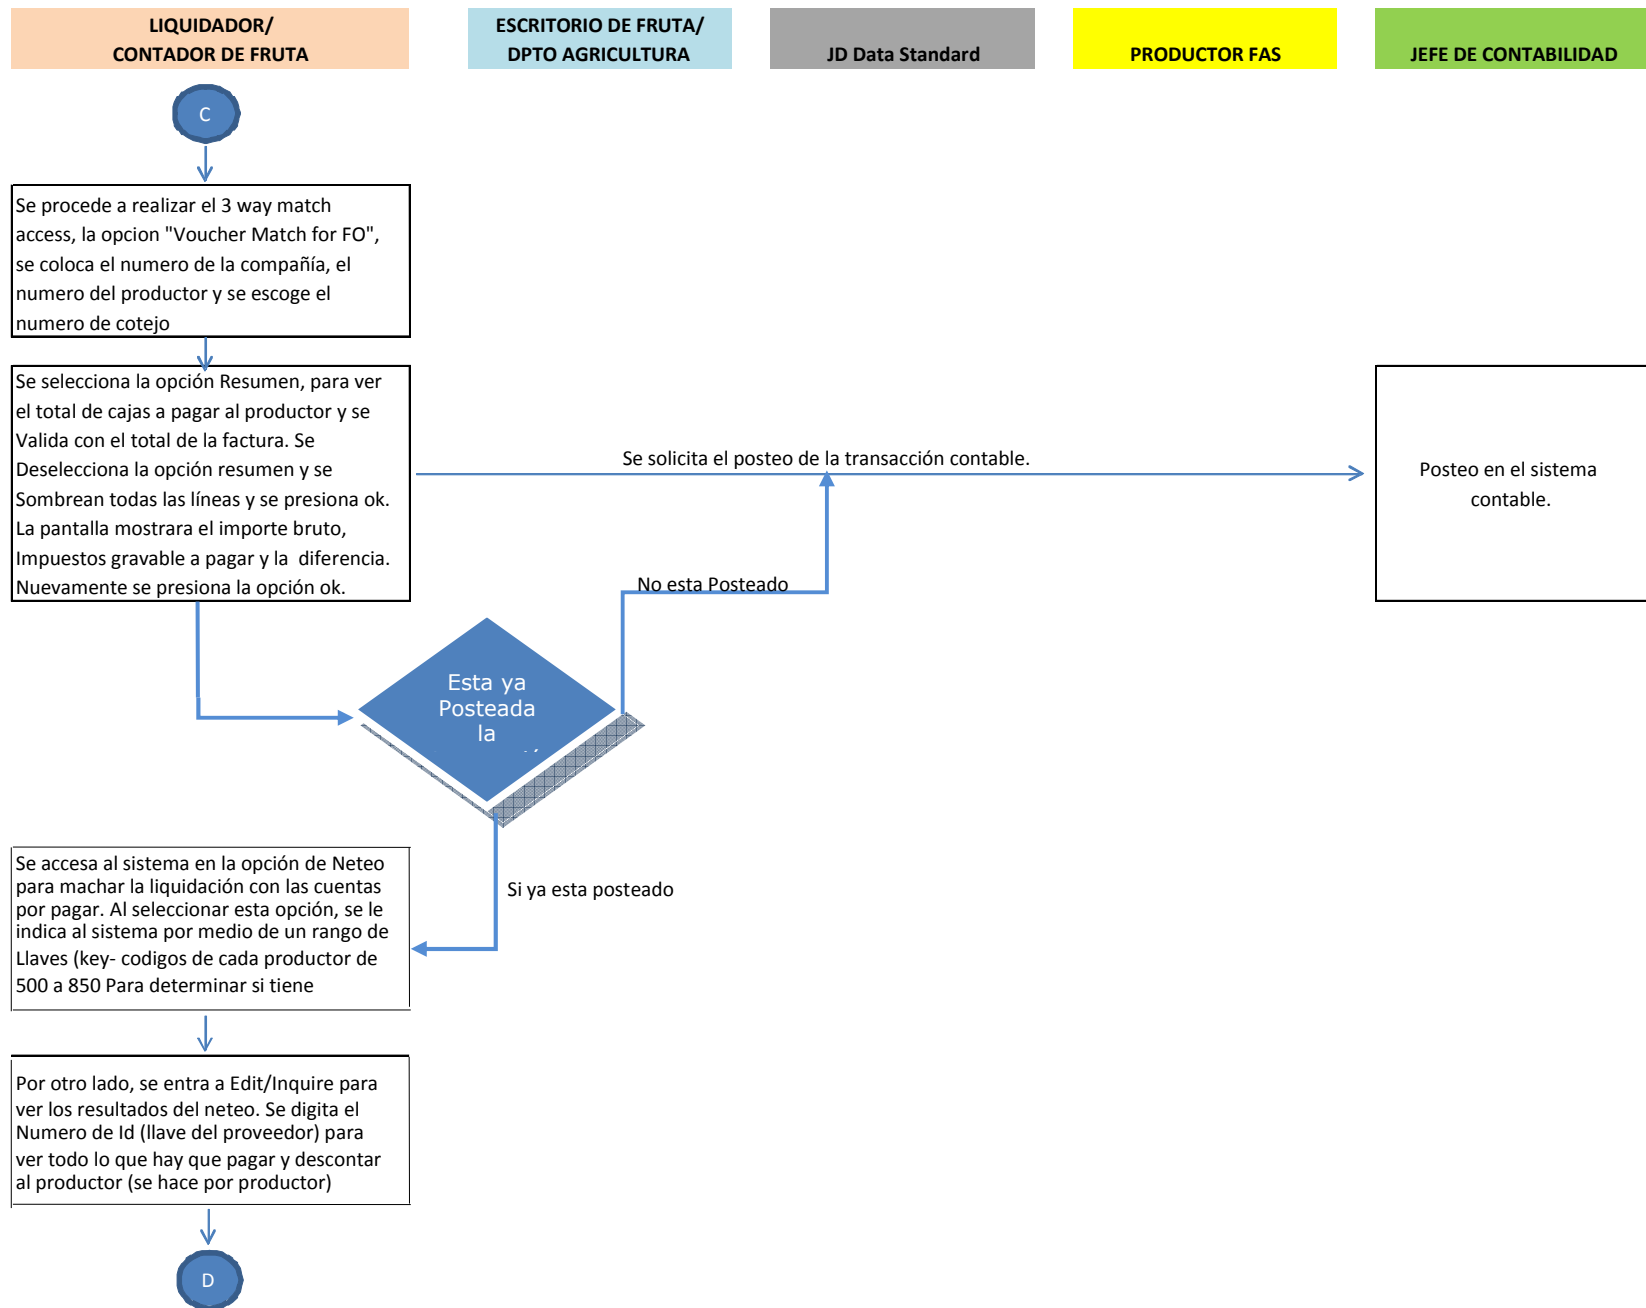 LIQUIDADOR/
CONTADOR DE FRUTA
ESCRITORIO DE FRUTA/
DPTO AGRICULTURA
JD Data Standard
PRODUCTOR FAS
JEFE DE CONTABILIDAD
C
Se procede a realizar el 3 way match
access, la opcion "Voucher Match for FO",
se coloca el numero de la compañía, el
numero del productor y se escoge el
numero de cotejo
Se selecciona la opción Resumen, para ver
el total de cajas a pagar al productor y se
Valida con el total de la factura. Se
Deselecciona la opción resumen y se
Sombrean todas las líneas y se presiona ok.
La pantalla mostrara el importe bruto,
Impuestos gravable a pagar y la  diferencia.
Nuevamente se presiona la opción ok.
Se solicita el posteo de la transacción contable.
Posteo en el sistema
contable.
No esta Posteado
Esta ya
Posteada
la
Si ya esta posteado
Se accesa al sistema en la opción de Neteo
para machar la liquidación con las cuentas
por pagar. Al seleccionar esta opción, se le
indica al sistema por medio de un rango de
Llaves (key- codigos de cada productor de
500 a 850 Para determinar si tiene
Por otro lado, se entra a Edit/Inquire para
ver los resultados del neteo. Se digita el
Numero de Id (llave del proveedor) para
ver todo lo que hay que pagar y descontar
al productor (se hace por productor)
D